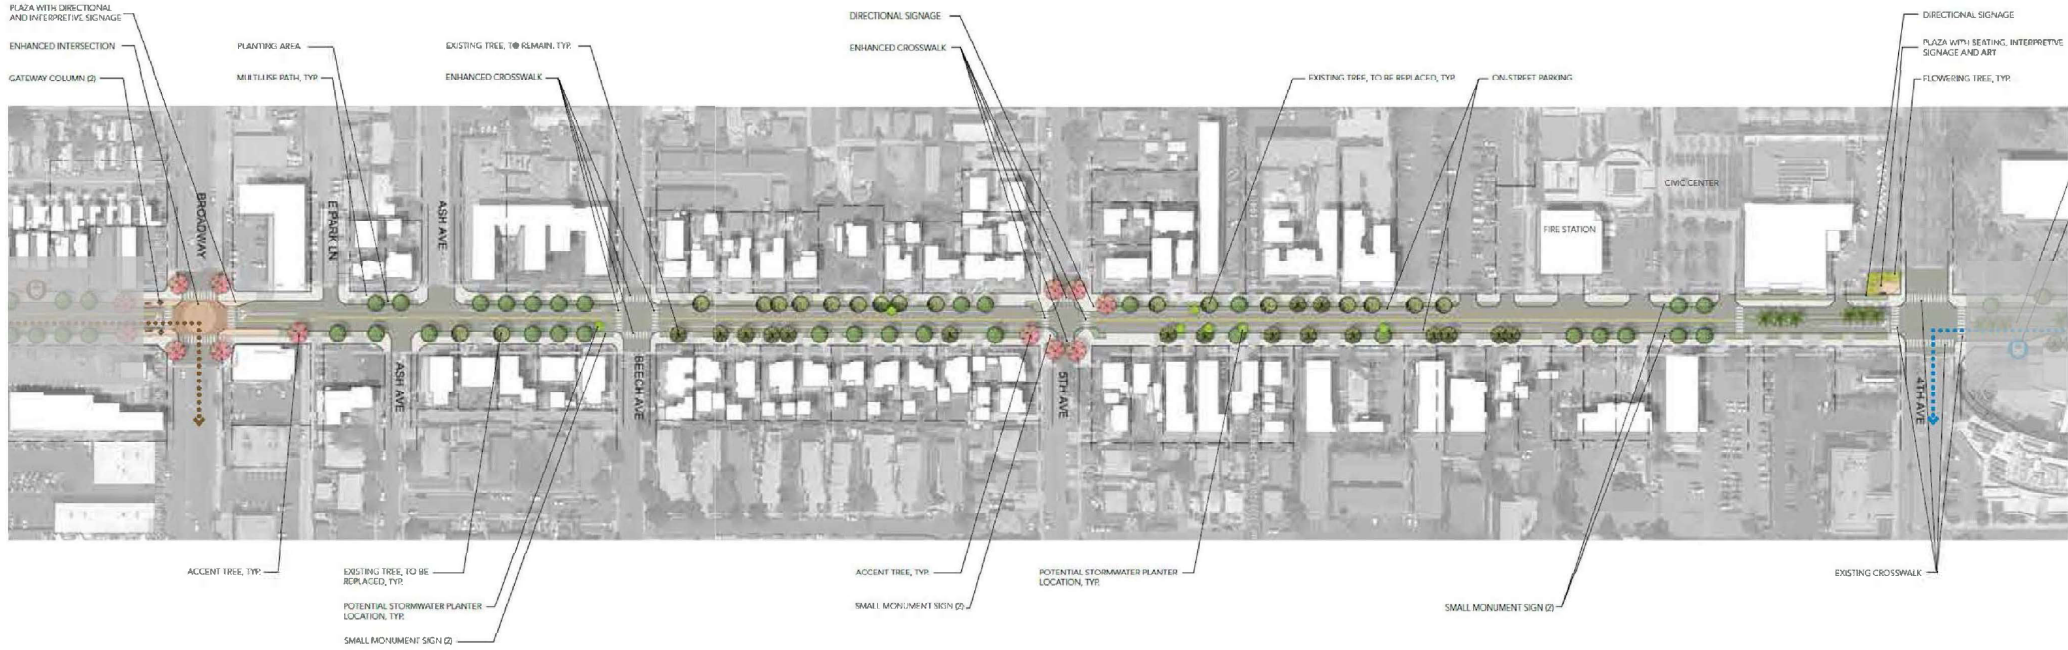 PLAZA WITH DIRECTIONAL
AND INTERPRETIVE SIGNAGE
ENHANCED INTERSECTION
GATEWAY COLUMN (2)
PLANTING AREA
MULTI-USE PATH, TYP.
EXISTING TREE, TO REMAIN, TYP.
ENHANCED CROSSWALK
DIRECTIONAL SIGNAGE
ENHANCED CROSSWALK
EXISTING TREE, TO BE REPLACED, TYP.
ON-STREET PARKING
DIRECTIONAL SIGNAGE
PLAZA WITH SEATING, INTERPRETIVE
SIGNAGE AND ART
FLOWERING TREE, TYP.
BROADWAY
E PARK LN
ASH AVE
CIVIC CENTER
FIRE STATION
ASH AVE
BEECH AVE
5TH AVE
4TH AVE
ACCENT TREE, TYP.
EXISTING TREE, TO BE
REPLACED, TYP.
POTENTIAL STORMWATER PLANTER
LOCATION, TYP.
SMALL MONUMENT SIGN (2)
ACCENT TREE, TYP.
SMALL MONUMENT SIGN (2)
POTENTIAL STORMWATER PLANTER
LOCATION, TYP.
SMALL MONUMENT SIGN (2)
EXISTING CROSSWALK